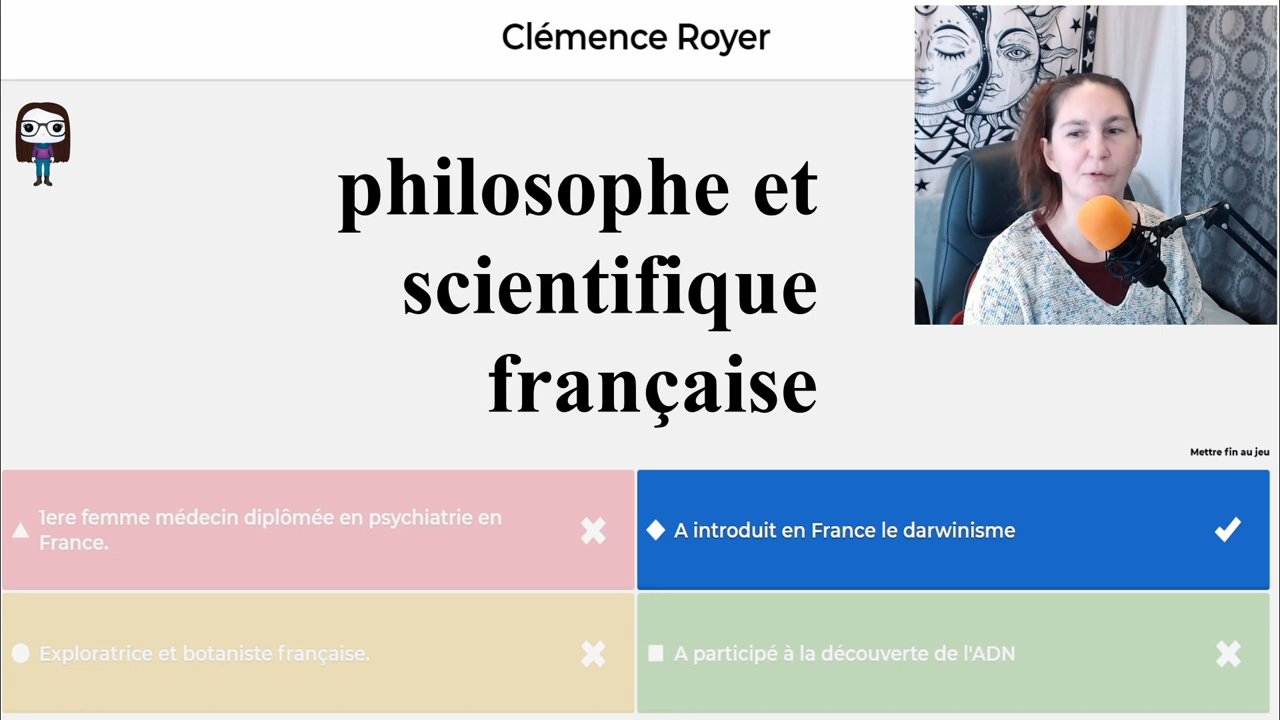 Clémence Royer
philosophe et
scientifique
française
Mettre fin au jeu
1ere femme médecin diplômée en psychiatrie en
France.
A introduit en France le darwinisme
Exploratrice et botaniste française.
A participé à la découverte de l'ADN